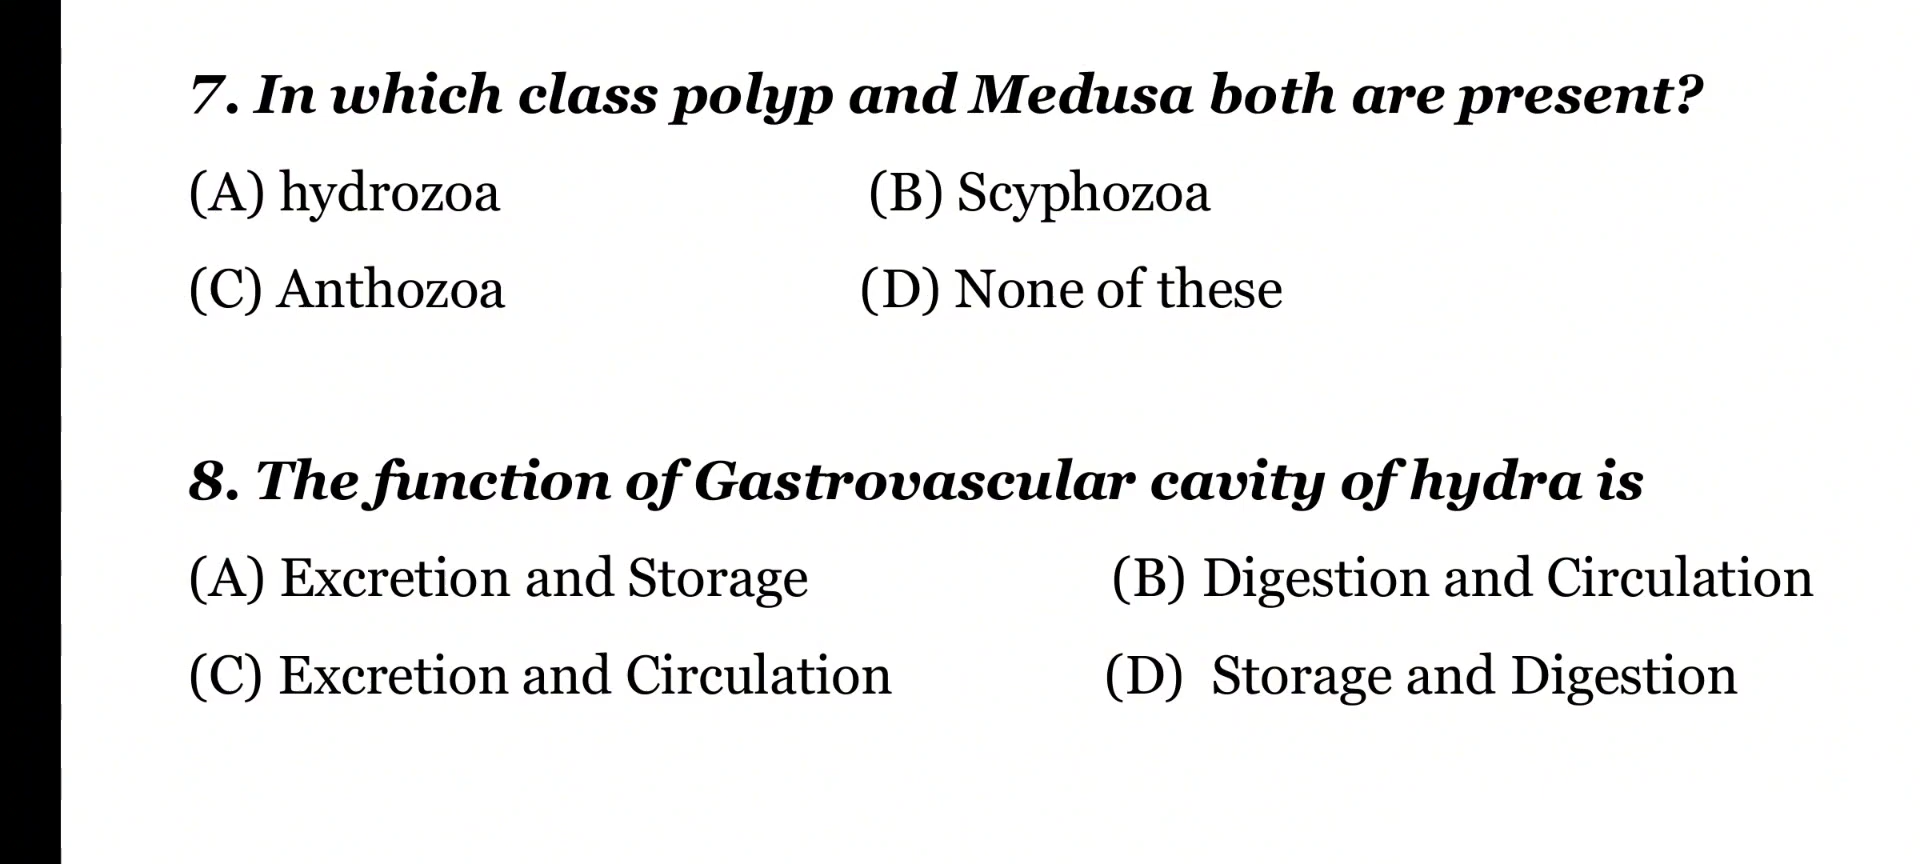 7. In which class polyp and Medusa both are present?
(A) hydrozoa (B) Scyphozoa
(C) Anthozoa (D) None of these
8. The function of Gastrovascular cavity of hydra is
(A) Excretion and Storage (B) Digestion and Circulation
(C) Excretion and Circulation (D) Storage and Digestion